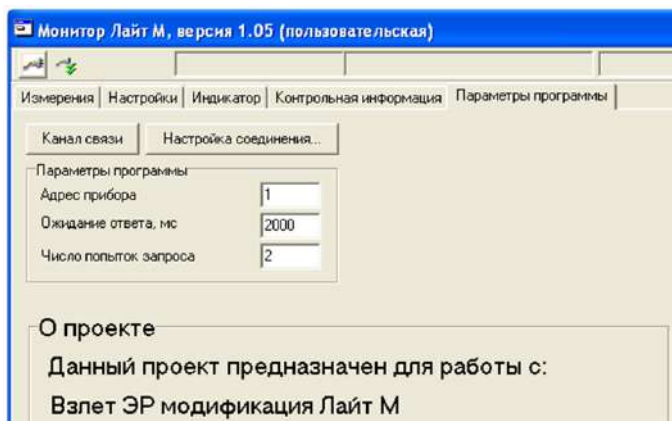 Монитор Лайт М, версия 1.05 (пользовательская)
Измерения Настройки Индикатор Контрольная информация Параметры программы
Канал связи Настройка соединения...
Параметры программы
Адрес прибора 1
Ожидание ответа, мс 2000
Число попыток запроса 2
О проекте
Данный проект предназначен для работы с:
Взлет ЭР модификация Лайт М